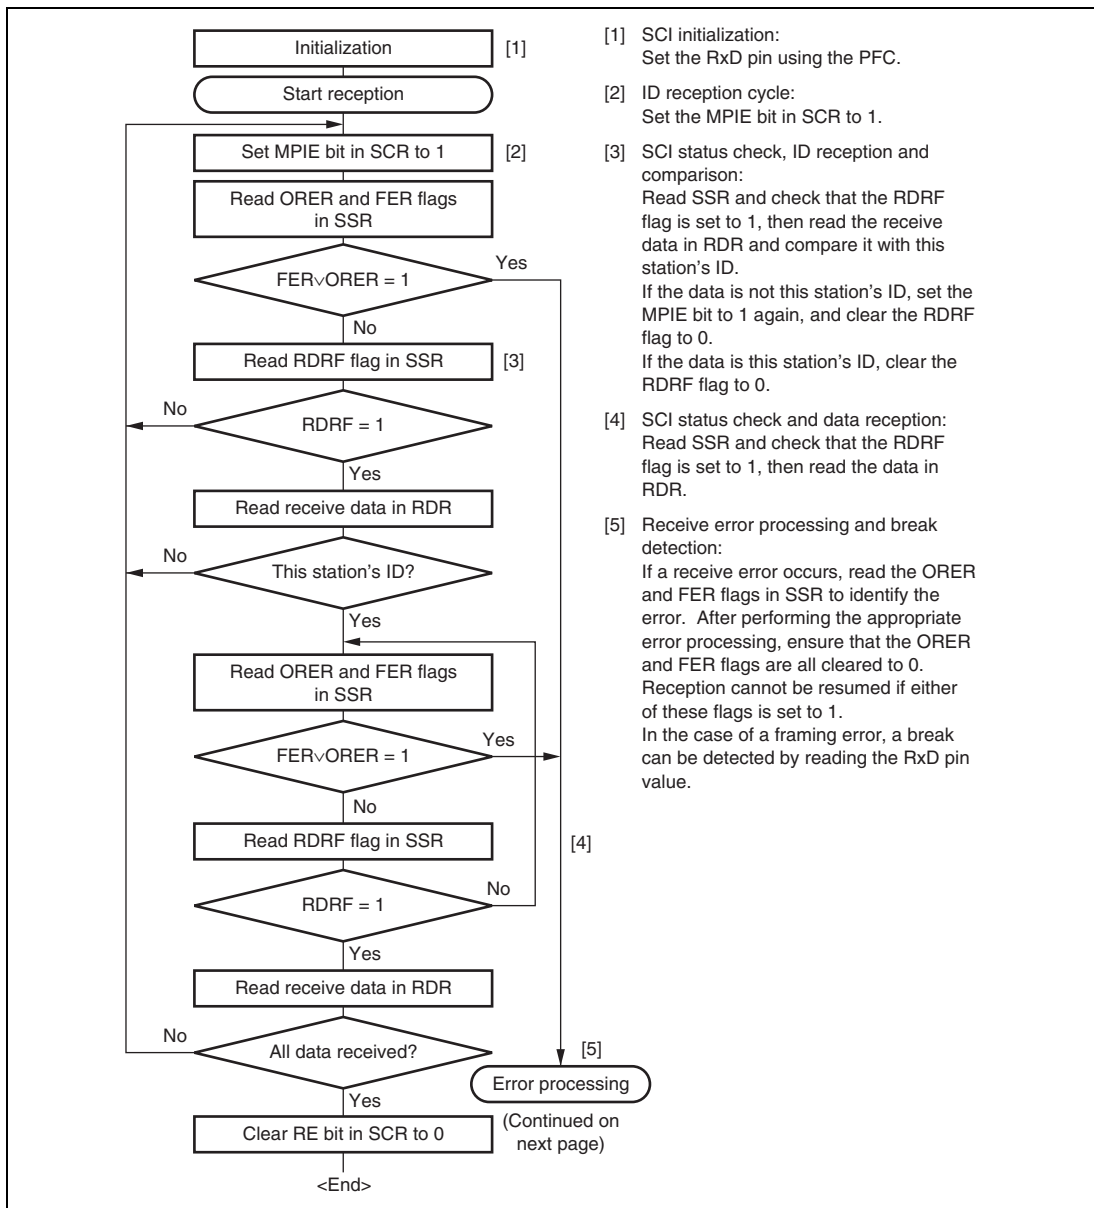 Initialization
[1]
Start reception
Set MPIE bit in SCR to 1
[2]
Read ORER and FER flags
in SSR
FER∨ORER = 1
Yes
No
Read RDRF flag in SSR
[3]
No
RDRF = 1
Yes
Read receive data in RDR
No
This station's ID?
Yes
Read ORER and FER flags
in SSR
FER∨ORER = 1
Yes
No
Read RDRF flag in SSR
[4]
No
RDRF = 1
Yes
Read receive data in RDR
No
All data received?
[5]
Error processing
Yes
(Continued on
next page)
Clear RE bit in SCR to 0
<End>
[1] SCI initialization:
Set the RxD pin using the PFC.
[2] ID reception cycle:
Set the MPIE bit in SCR to 1.
[3] SCI status check, ID reception and
comparison:
Read SSR and check that the RDRF
flag is set to 1, then read the receive
data in RDR and compare it with this
station's ID.
If the data is not this station's ID, set the
MPIE bit to 1 again, and clear the RDRF
flag to 0.
If the data is this station's ID, clear the
RDRF flag to 0.
[4] SCI status check and data reception:
Read SSR and check that the RDRF
flag is set to 1, then read the data in
RDR.
[5] Receive error processing and break
detection:
If a receive error occurs, read the ORER
and FER flags in SSR to identify the
error. After performing the appropriate
error processing, ensure that the ORER
and FER flags are all cleared to 0.
Reception cannot be resumed if either
of these flags is set to 1.
In the case of a framing error, a break
can be detected by reading the RxD pin
value.